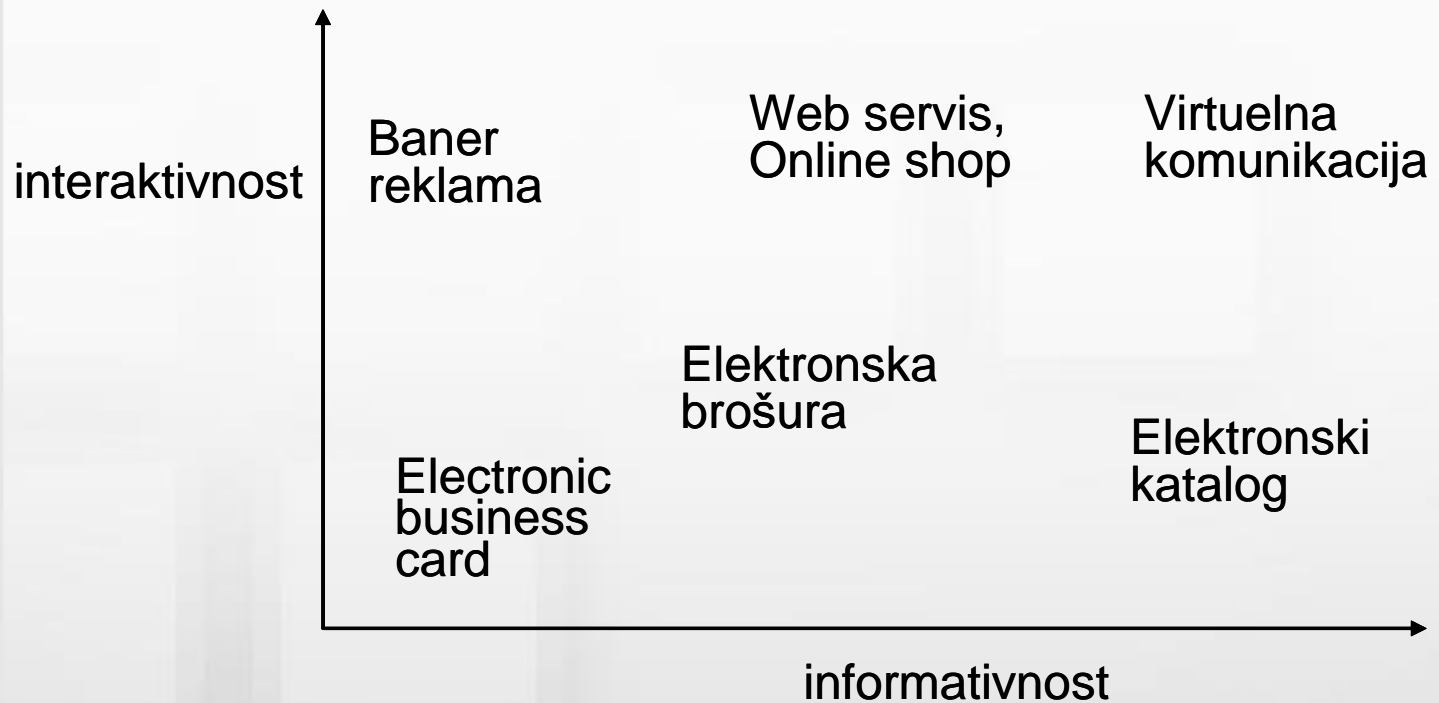 interaktivnost
Baner
reklama
Web servis,
Online shop
Virtuelna
komunikacija
Elektronska
brošura
Electronic
business
card
Elektronski
katalog
informativnost